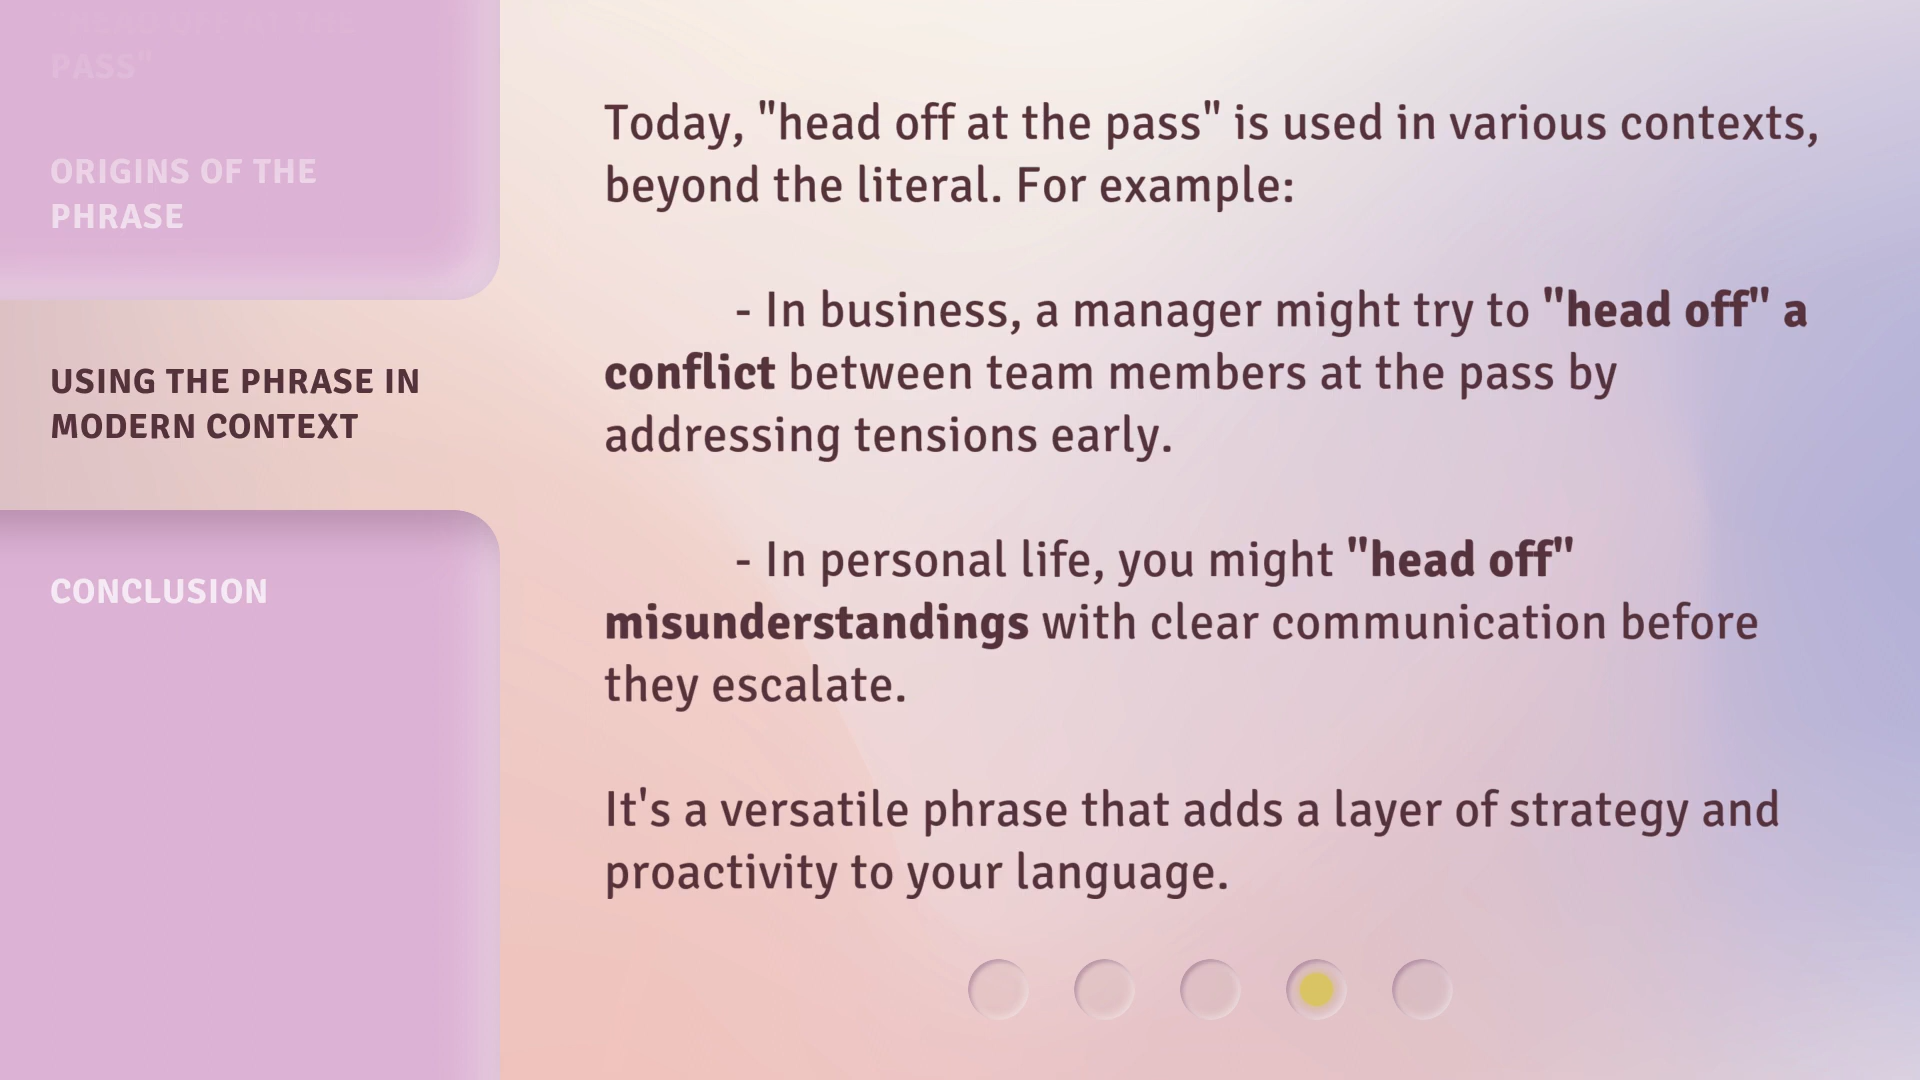 PASS"
ORIGINS OF THE
PHRASE
USING THE PHRASE IN
MODERN CONTEXT
CONCLUSION
Today, "head off at the pass" is used in various contexts,
beyond the literal. For example:
- In business, a manager might try to "head off" a
conflict between team members at the pass by
addressing tensions early.
- In personal life, you might "head off"
misunderstandings with clear communication before
they escalate.
It's a versatile phrase that adds a layer of strategy and
proactivity to your language.